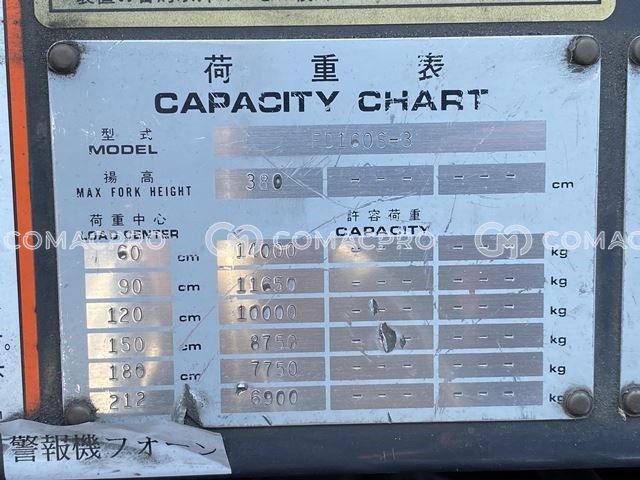 荷重表
CAPACITY CHART
型式
MODEL FD160S-3
揚高
MAX FORK HEIGHT 380 --- --- cm
荷重中心 許容荷重
LOAD CENTER CAPACITY
60 cm 14000 --- --- kg
90 cm 11650 --- --- kg
120 cm 10000 --- --- kg
150 cm 8750 --- --- kg
180 cm 7750 --- --- kg
212 6900 --- --- kg
警報機フォーン
COMACPRO COMACPRO COMACPRO